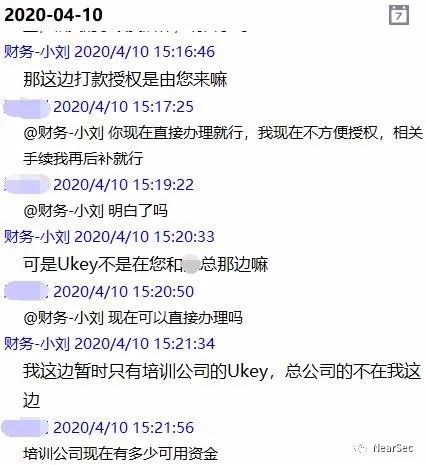 2020-04-10
7
财务-小刘 2020/4/10 15:16:46
那这边打款授权是由您来嘛
2020/4/10 15:17:25
@财务-小刘 你现在直接办理就行，我现在不方便授权，相关
手续我再后补就行
2020/4/10 15:19:22
@财务-小刘 明白了吗
财务-小刘 2020/4/10 15:20:33
可是Ukey不是在您和 总那边嘛
2020/4/10 15:20:50
@财务-小刘 现在可以直接办理吗
财务-小刘 2020/4/10 15:21:34
我这边暂时只有培训公司的Ukey，总公司的不在我这
边
2020/4/10 15:21:56
培训公司现在有多少可用资金
NearSec